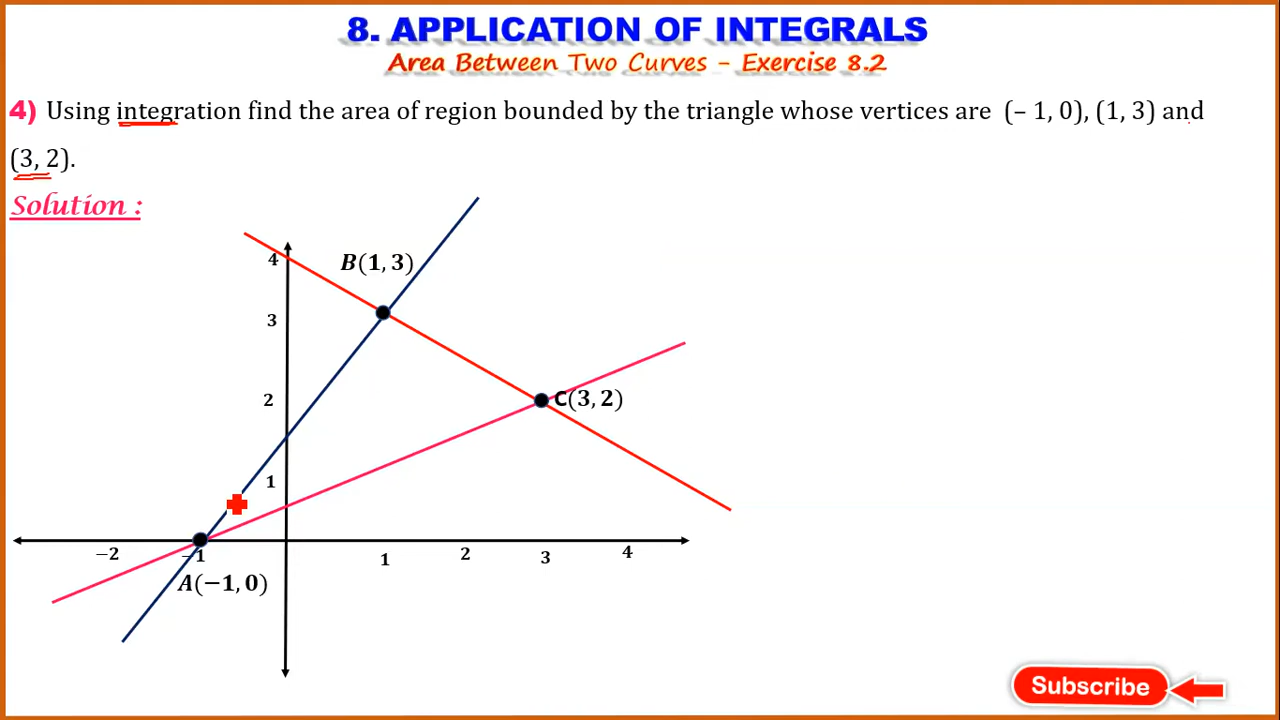 8. APPLICATION OF INTEGRALS
Area Between Two Curves - Exercise 8.2
4) Using integration find the area of region bounded by the triangle whose vertices are (– 1, 0), (1, 3) and
(3, 2).
Solution :
4
B(1, 3)
3
2
C(3, 2)
1
−2
−1
1
2
3
4
A(−1, 0)
Subscribe